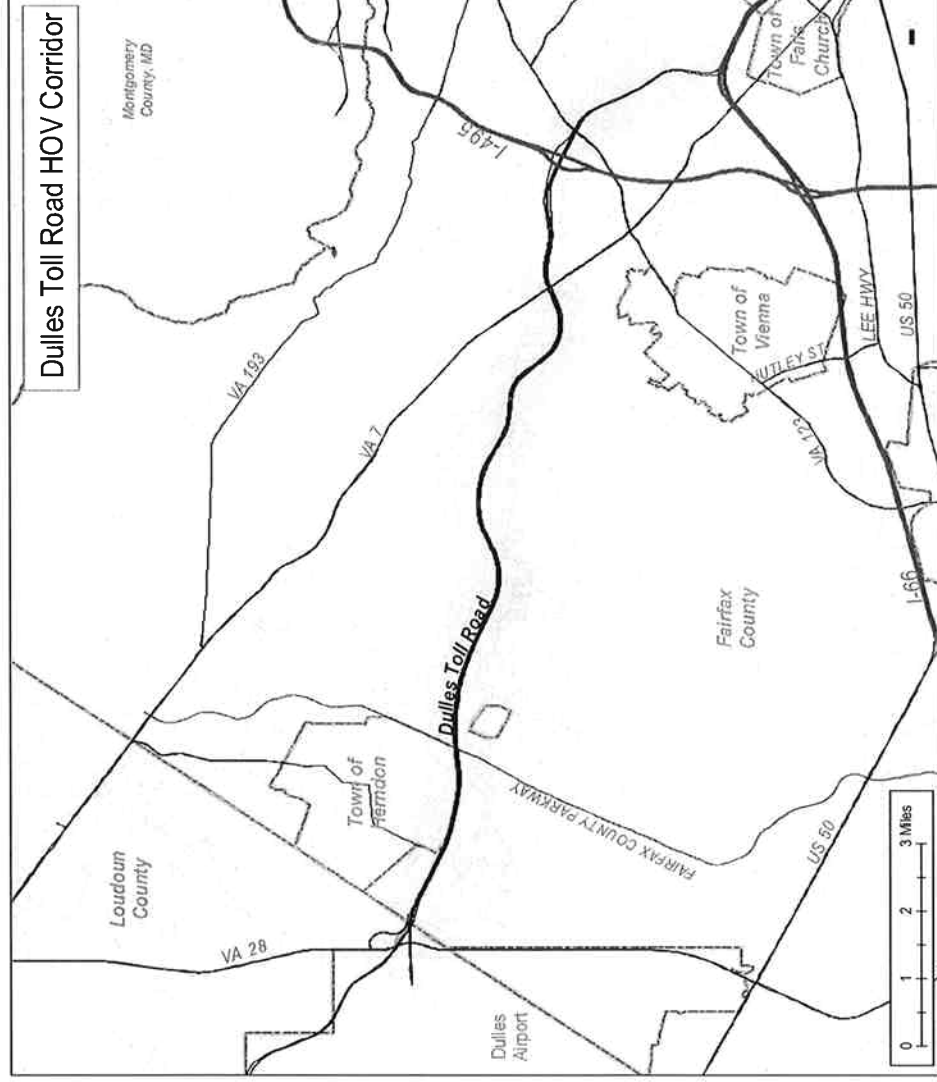 Dulles Toll Road HOV Corridor
Montgomery
County, MD
Town of
Falls
Church
I-495
VA 193
VA 7
Town of
Vienna
NUTLEY ST
LEE HWY
US 50
VA 123
I-66
Dulles Toll Road
Fairfax
County
Town of
Herndon
FAIRFAX COUNTY PARKWAY
Loudoun
County
VA 28
US 50
Dulles
Airport
0 1 2 3 Miles